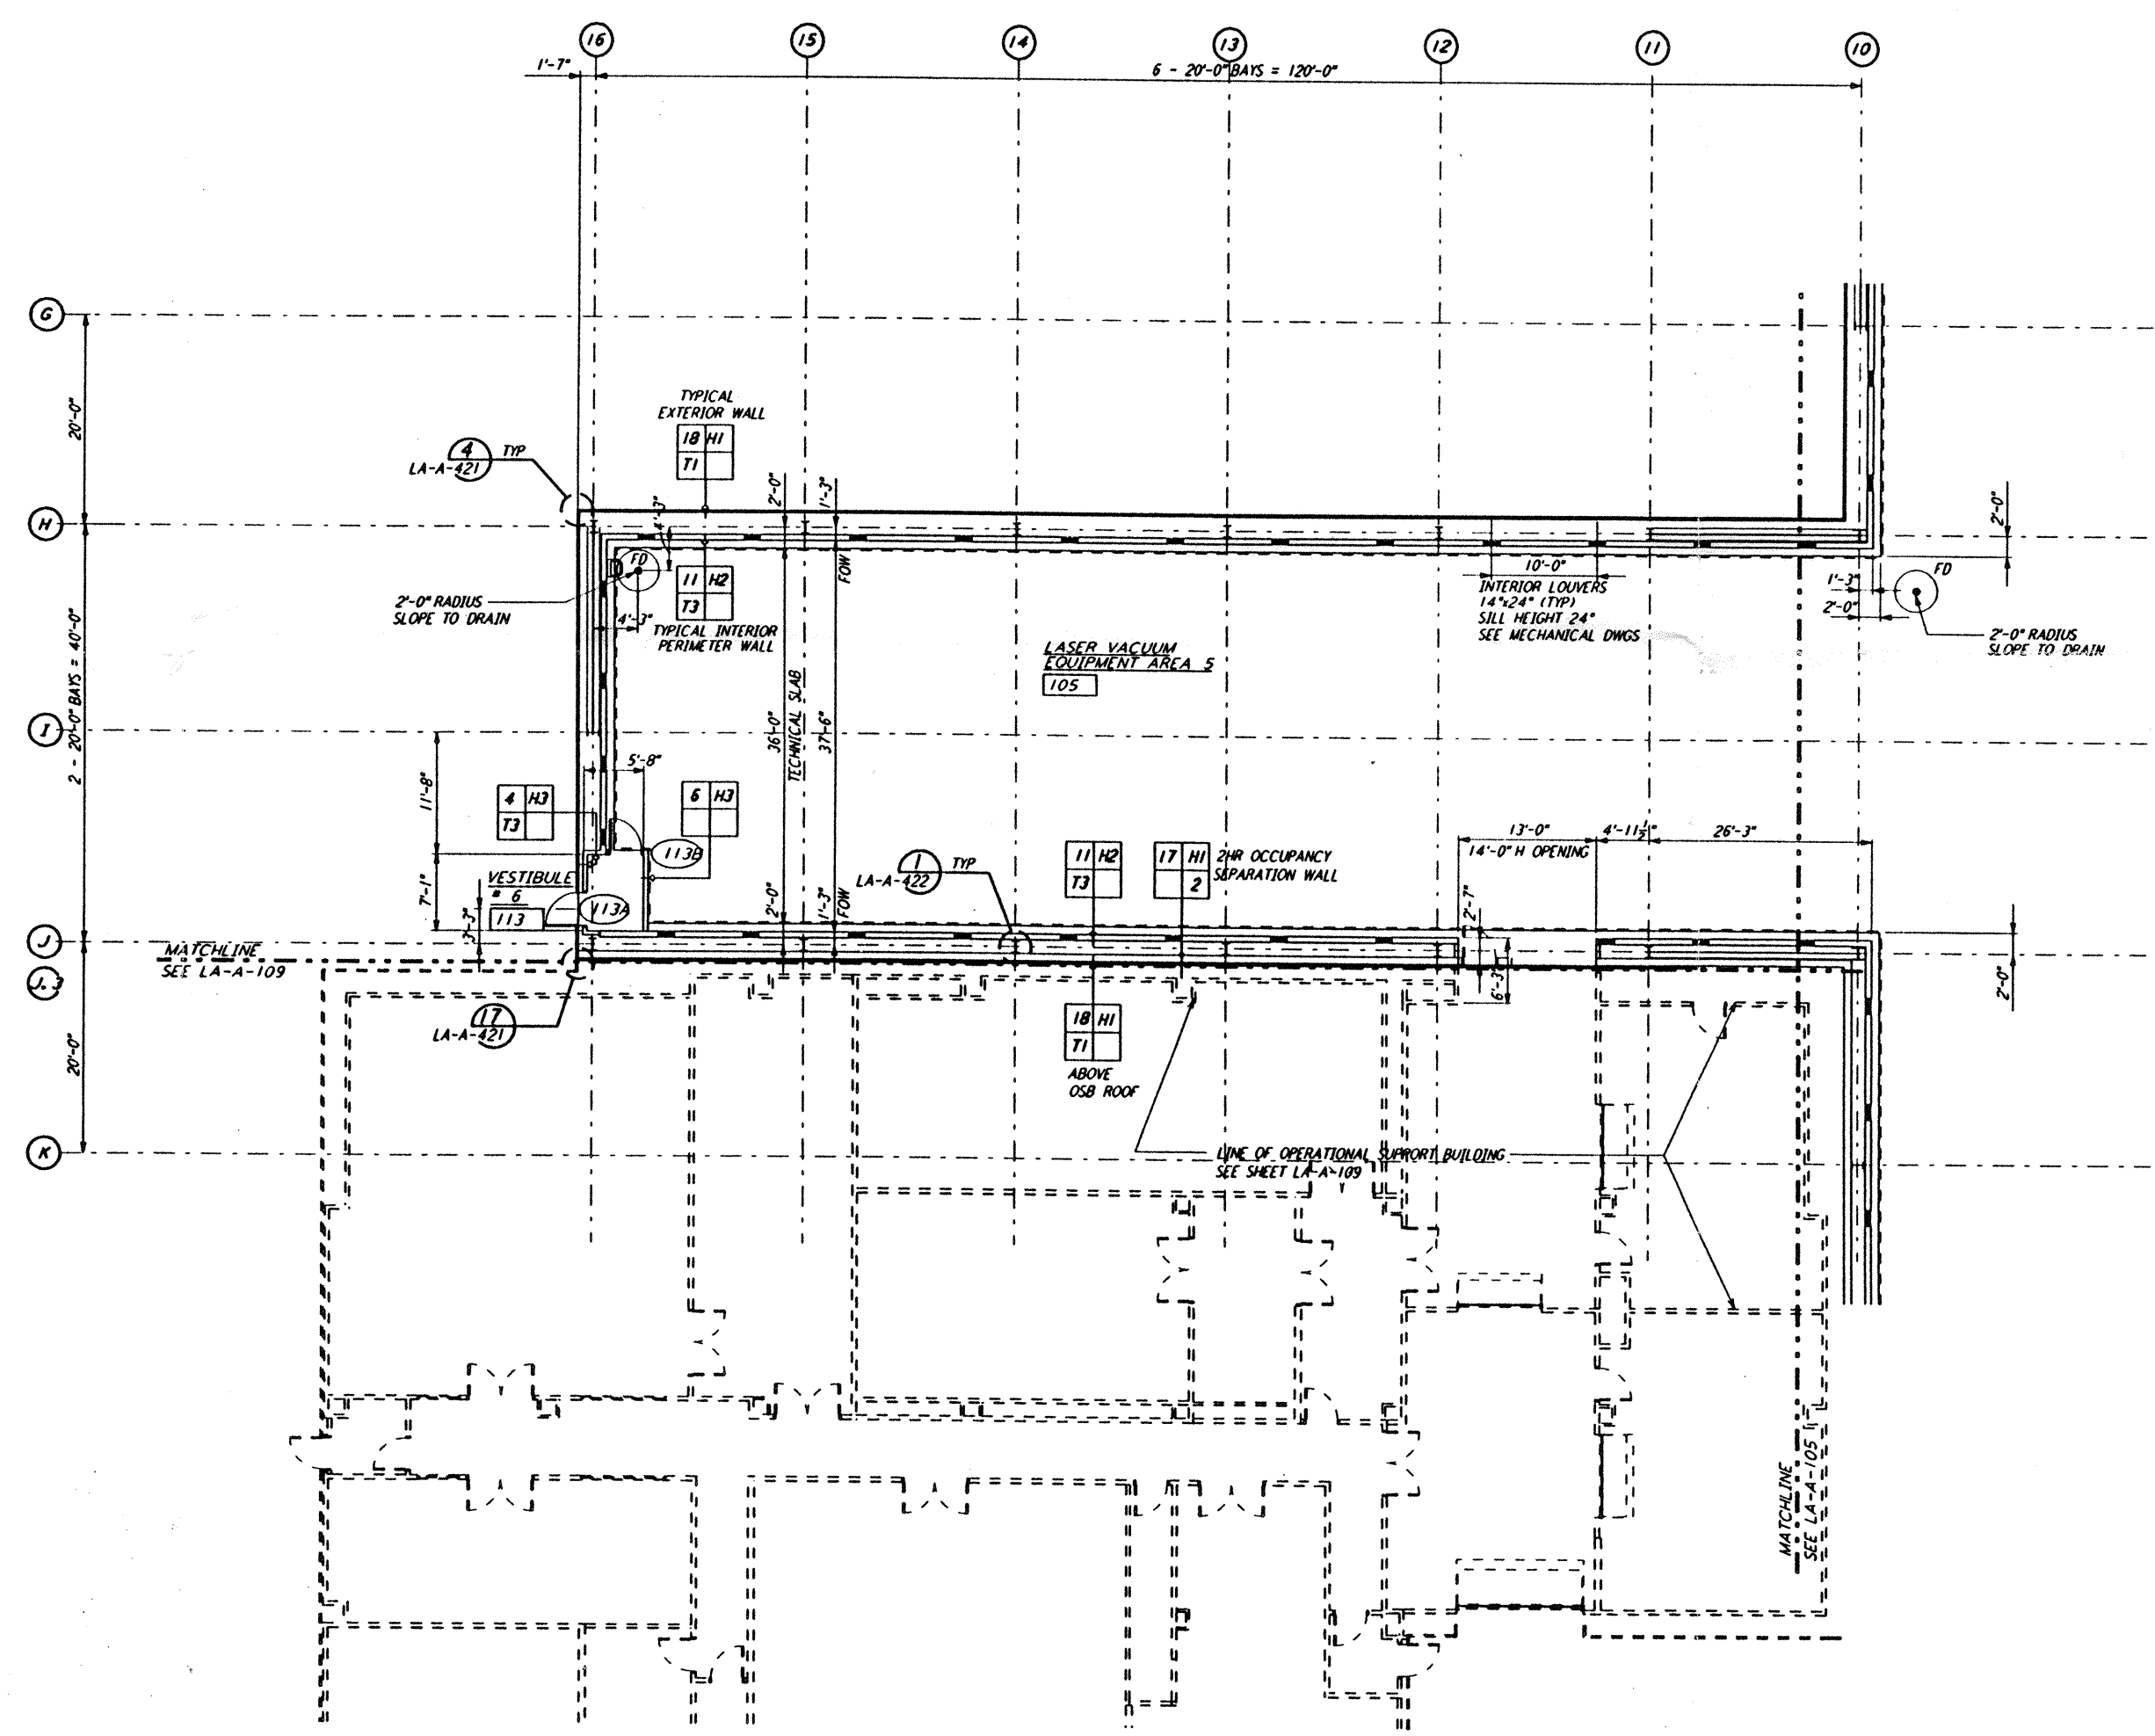 16
15
14
13
12
11
10
1'-7"
6 - 20'-0" BAYS = 120'-0"
G
20'-0"
TYPICAL
EXTERIOR WALL
18 H1
T1
4
LA-A-421
TYP
H
4'-3"
2'-0"
1'-3"
2'-0"
FD
FOW
2'-0" RADIUS
SLOPE TO DRAIN
4'-3"
11 H2
T3
TYPICAL INTERIOR
PERIMETER WALL
10'-0"
INTERIOR LOUVERS
14"x24" (TYP)
SILL HEIGHT 24"
SEE MECHANICAL DWGS
1'-3"
2'-0"
FD
2'-0" RADIUS
SLOPE TO DRAIN
LASER VACUUM
EQUIPMENT AREA 5
105
2 - 20'-0" BAYS = 40'-0"
I
36'-0"
TECHNICAL SLAB
37'-6"
11'-8"
5'-8"
4 H3
T3
6 H3
13'-0"
4'-11½"
26'-3"
14'-0" H OPENING
7'-1"
3'-3"
VESTIBULE
# 6
113
113B
113A
2'-0"
1'-3"
FOW
1
LA-A-422
TYP
11 H2
T3
17 H1
2
2HR OCCUPANCY
SEPARATION WALL
2'-7"
6'-3"
2'-0"
J
MATCHLINE
SEE LA-A-109
J.3
17
LA-A-421
20'-0"
18 H1
T1
ABOVE
OSB ROOF
K
LINE OF OPERATIONAL SUPPORT BUILDING
SEE SHEET LA-A-109
MATCHLINE
SEE LA-A-105